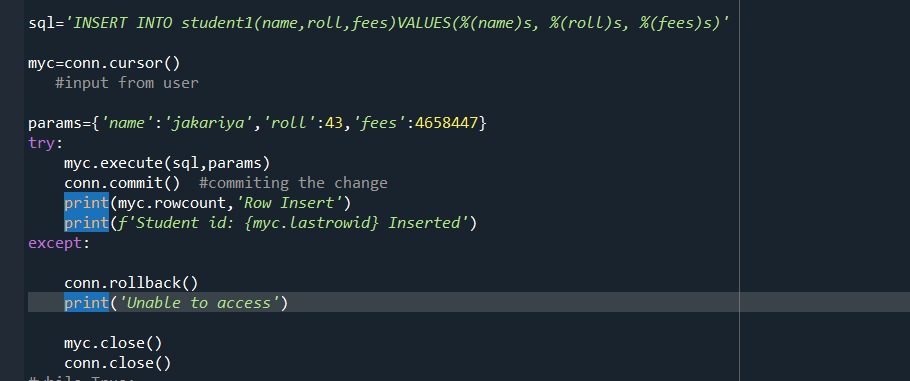 sql='INSERT INTO student1(name,roll,fees)VALUES(%(name)s, %(roll)s, %(fees)s)'
myc=conn.cursor()
#input from user
params={'name':'jakariya','roll':43,'fees':4658447}
try:
myc.execute(sql,params)
conn.commit()  #commiting the change
print(myc.rowcount,'Row Insert')
print(f'Student id: {myc.lastrowid} Inserted')
except:
conn.rollback()
print('Unable to access')
myc.close()
conn.close()
#while True: